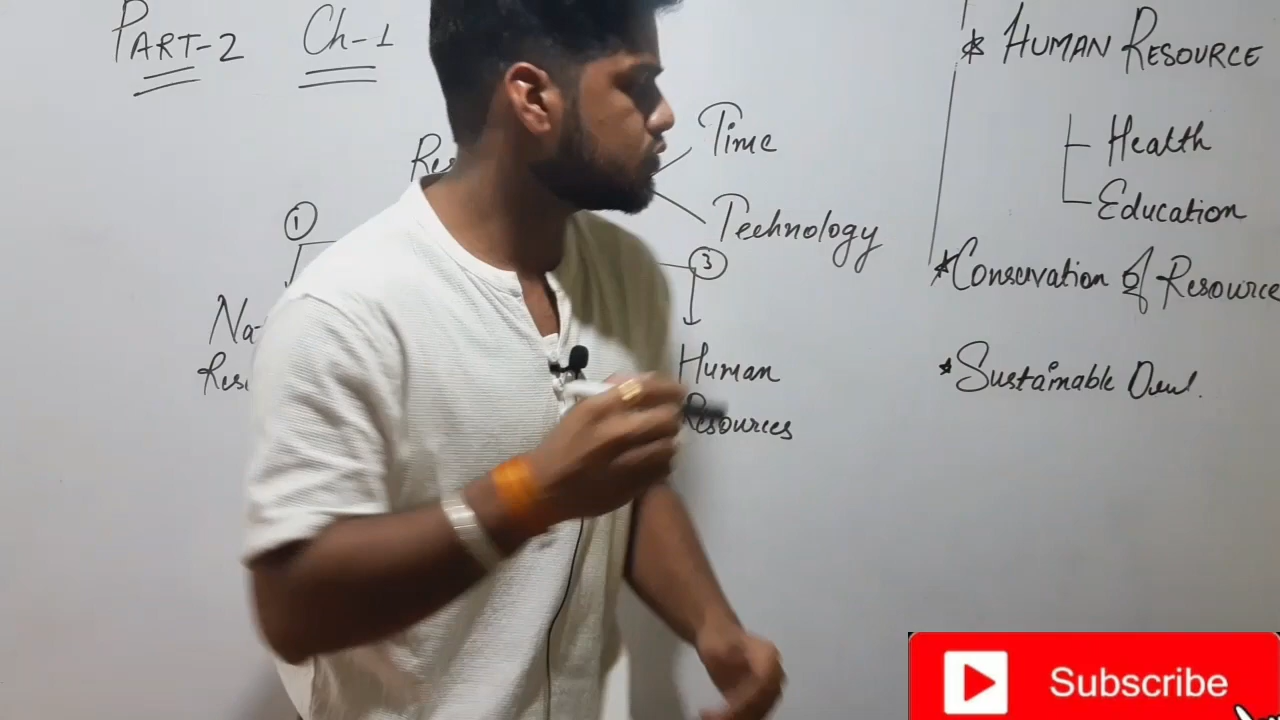 PART-2 Ch-1
Time
Technology
1
3
Human
Resources
* HUMAN RESOURCE
Health
Education
*Conservation Of Resource
*Sustainable Devel.
Subscribe